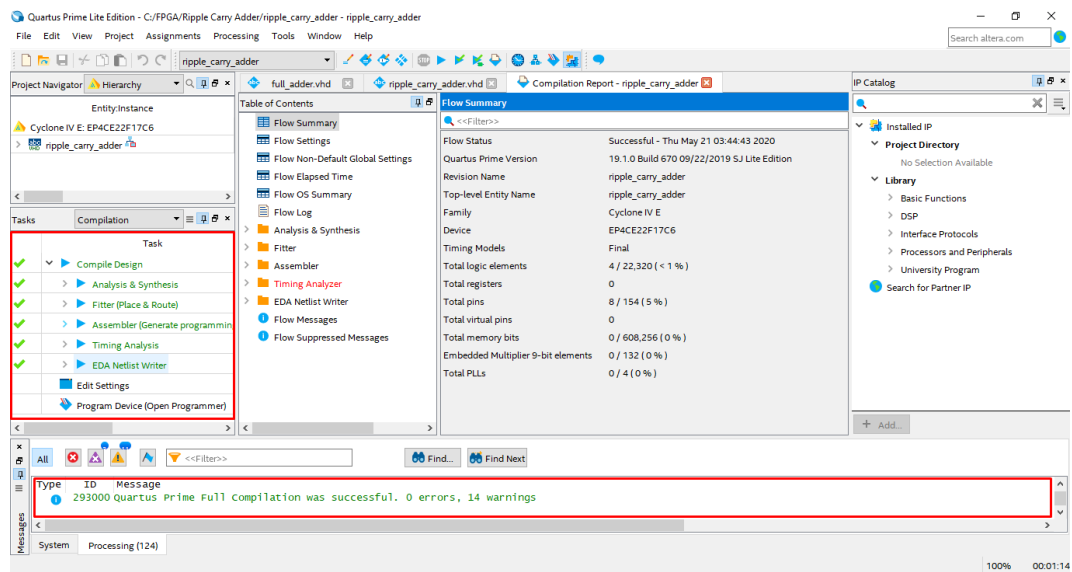 Quartus Prime Lite Edition - C:/FPGA/Ripple Carry Adder/ripple_carry_adder - ripple_carry_adder
File Edit View Project Assignments Processing Tools Window Help
Search altera.com
ripple_carry_adder
Project Navigator Hierarchy
Entity:Instance
Cyclone IV E: EP4CE22F17C6
ripple_carry_adder
Tasks Compilation
Task
Compile Design
Analysis & Synthesis
Fitter (Place & Route)
Assembler (Generate programmin
Timing Analysis
EDA Netlist Writer
Edit Settings
Program Device (Open Programmer)
full_adder.vhd ripple_carry_adder.vhd Compilation Report - ripple_carry_adder
Table of Contents
Flow Summary
Flow Settings
Flow Non-Default Global Settings
Flow Elapsed Time
Flow OS Summary
Flow Log
Analysis & Synthesis
Fitter
Assembler
Timing Analyzer
EDA Netlist Writer
Flow Messages
Flow Suppressed Messages
Flow Summary
<<Filter>>
Flow Status Successful - Thu May 21 03:44:43 2020
Quartus Prime Version 19.1.0 Build 670 09/22/2019 SJ Lite Edition
Revision Name ripple_carry_adder
Top-level Entity Name ripple_carry_adder
Family Cyclone IV E
Device EP4CE22F17C6
Timing Models Final
Total logic elements 4 / 22,320 ( < 1 % )
Total registers 0
Total pins 8 / 154 ( 5 % )
Total virtual pins 0
Total memory bits 0 / 608,256 ( 0 % )
Embedded Multiplier 9-bit elements 0 / 132 ( 0 % )
Total PLLs 0 / 4 ( 0 % )
IP Catalog
Installed IP
Project Directory
No Selection Available
Library
Basic Functions
DSP
Interface Protocols
Processors and Peripherals
University Program
Search for Partner IP
+ Add...
All <<Filter>> Find... Find Next
Type ID Message
293000 Quartus Prime Full Compilation was successful. 0 errors, 14 warnings
Messages
System Processing (124)
100% 00:01:14